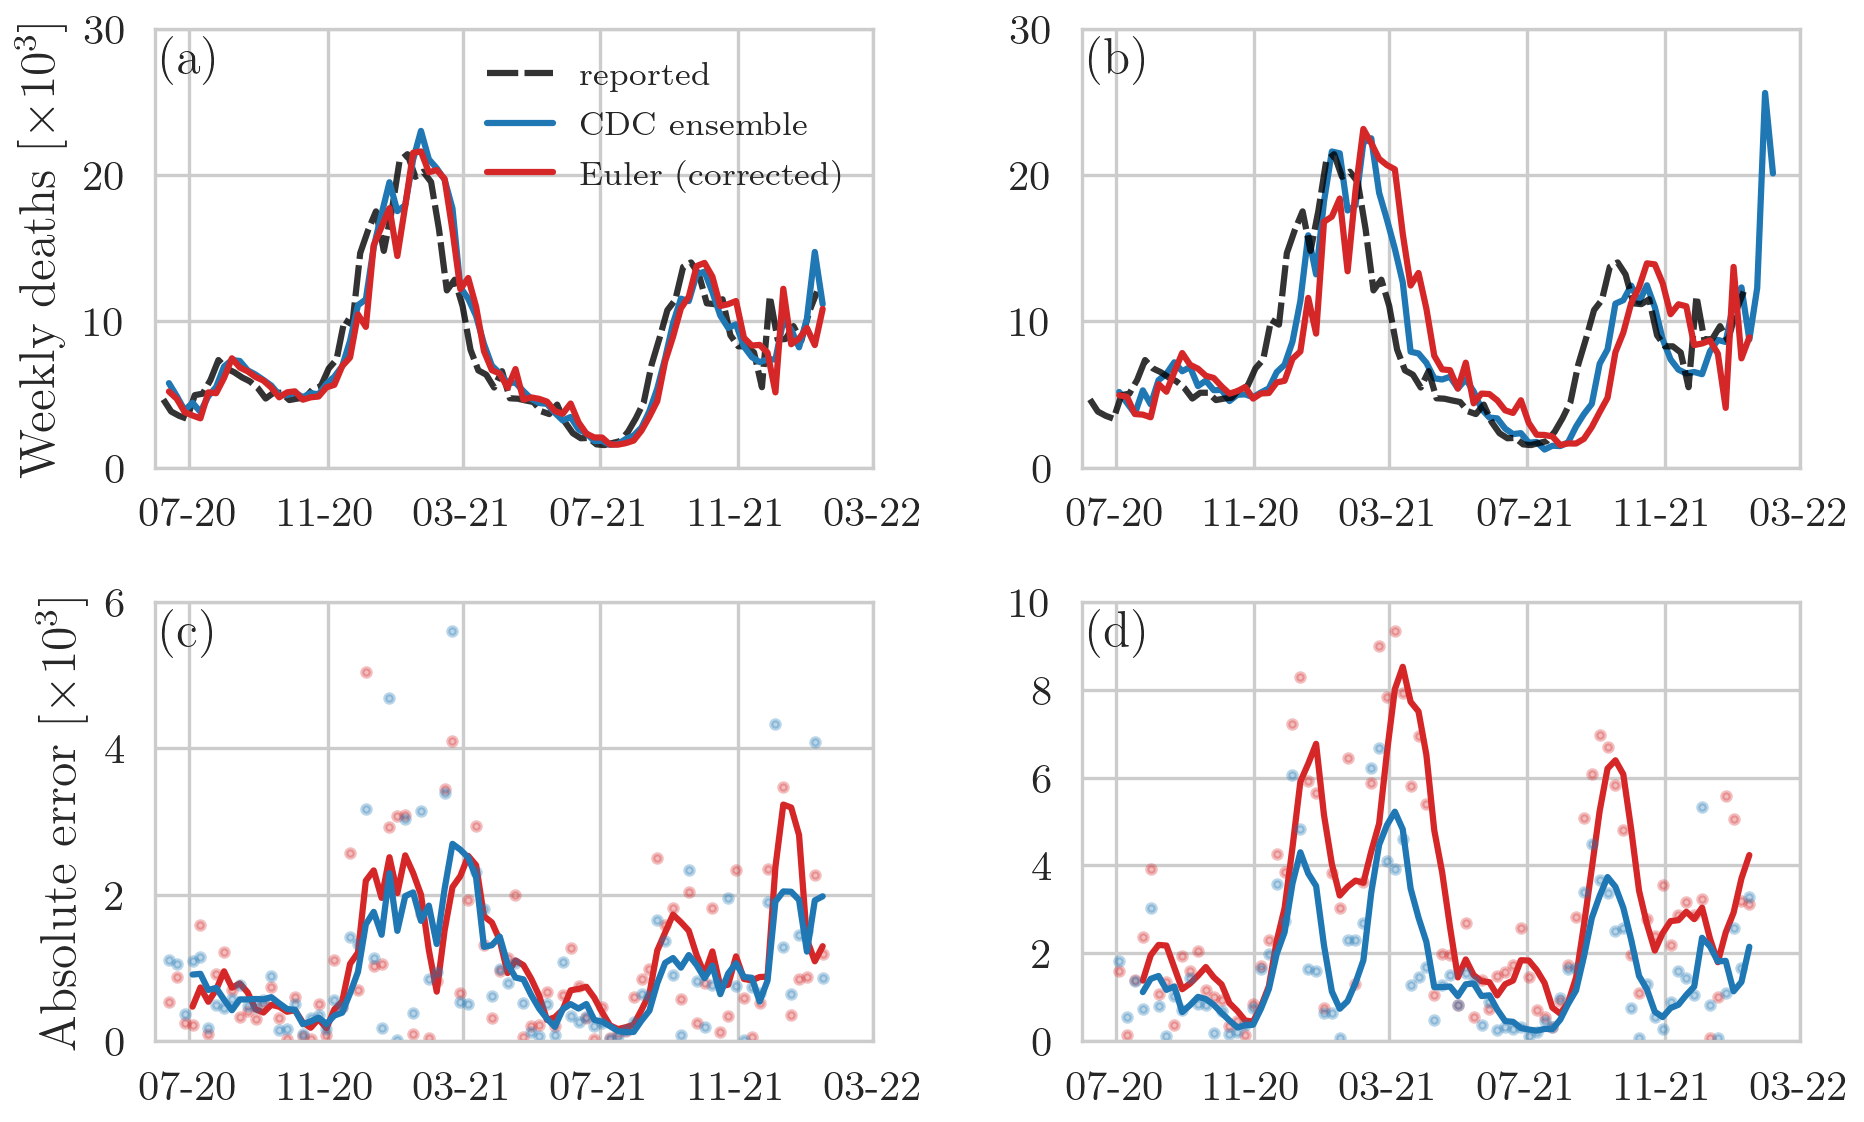 Weekly deaths [×10³]
30
20
10
0
(a)
reported
CDC ensemble
Euler (corrected)
07-20 11-20 03-21 07-21 11-21 03-22
30
20
10
0
(b)
07-20 11-20 03-21 07-21 11-21 03-22
Absolute error [×10³]
6
4
2
0
(c)
07-20 11-20 03-21 07-21 11-21 03-22
10
8
6
4
2
0
(d)
07-20 11-20 03-21 07-21 11-21 03-22